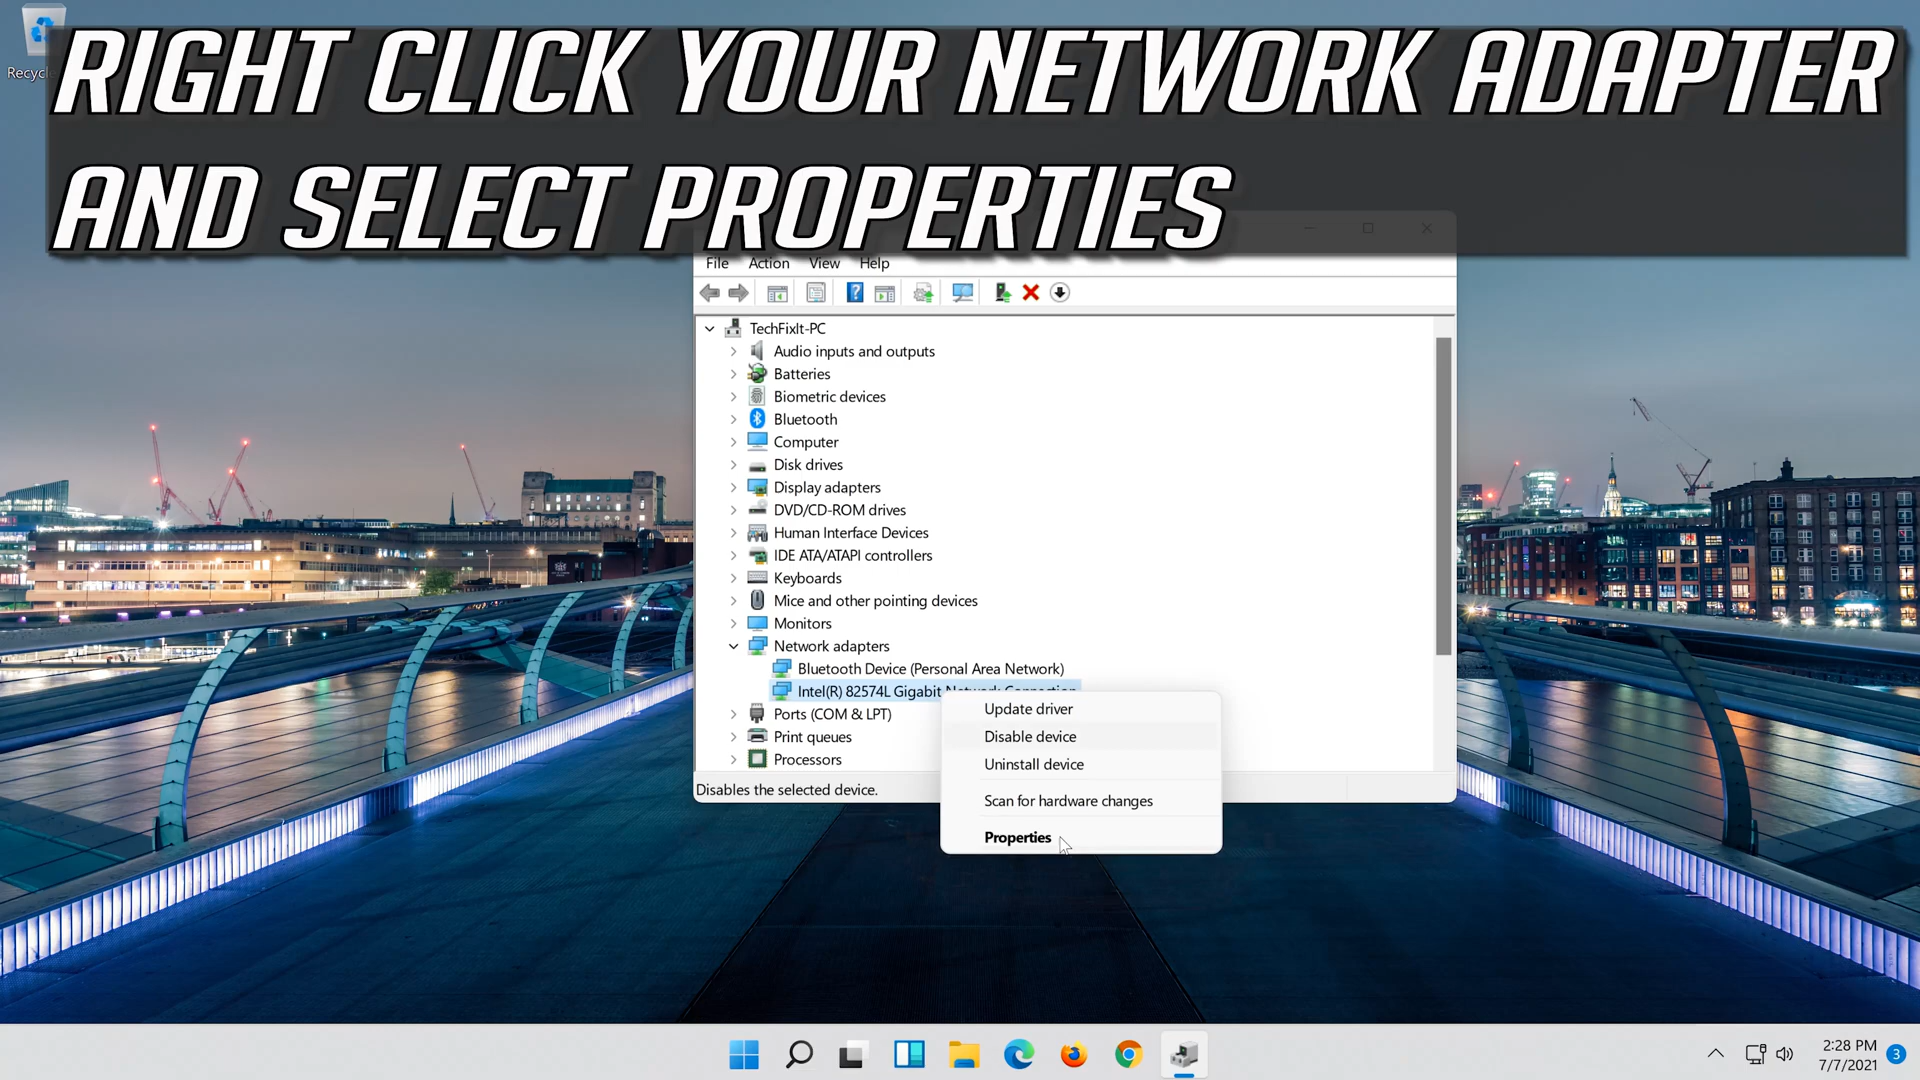 RIGHT CLICK YOUR NETWORK ADAPTER
AND SELECT PROPERTIES
File Action View Help
TechFixIt-PC
Audio inputs and outputs
Batteries
Biometric devices
Bluetooth
Computer
Disk drives
Display adapters
DVD/CD-ROM drives
Human Interface Devices
IDE ATA/ATAPI controllers
Keyboards
Mice and other pointing devices
Monitors
Network adapters
Bluetooth Device (Personal Area Network)
Intel(R) 82574L Gigabit Network Connection
Update driver
Ports (COM & LPT)
Disable device
Print queues
Uninstall device
Processors
Disables the selected device.
Scan for hardware changes
Properties
2:28 PM
7/7/2021
3